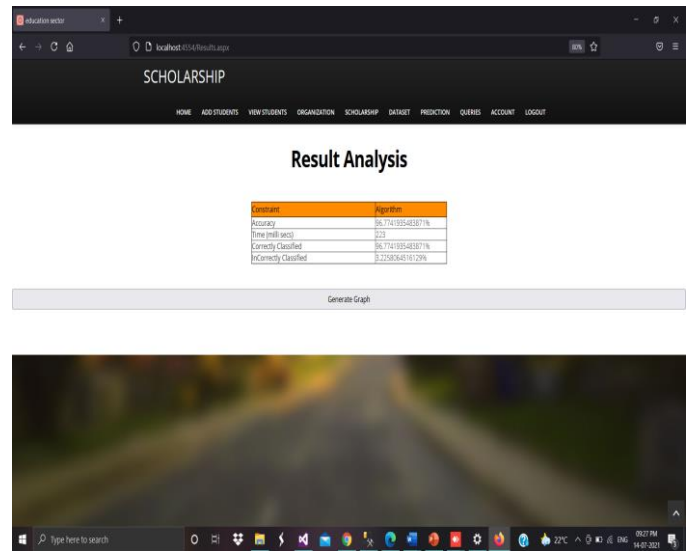 education sector
localhost:4554/Results.aspx
80%
SCHOLARSHIP
HOME ADD STUDENTS VIEW STUDENTS ORGANIZATION SCHOLARSHIP DATASET PREDICTION QUERIES ACCOUNT LOGOUT
Result Analysis
Constraint Algorithm
Accuracy 96.7741935483871%
Time (milli secs) 223
Correctly Classified 96.7741935483871%
InCorrectly Classified 3.2258064516129%
Generate Graph
Type here to search
22°C
ENG
09:27 PM
14-07-2021